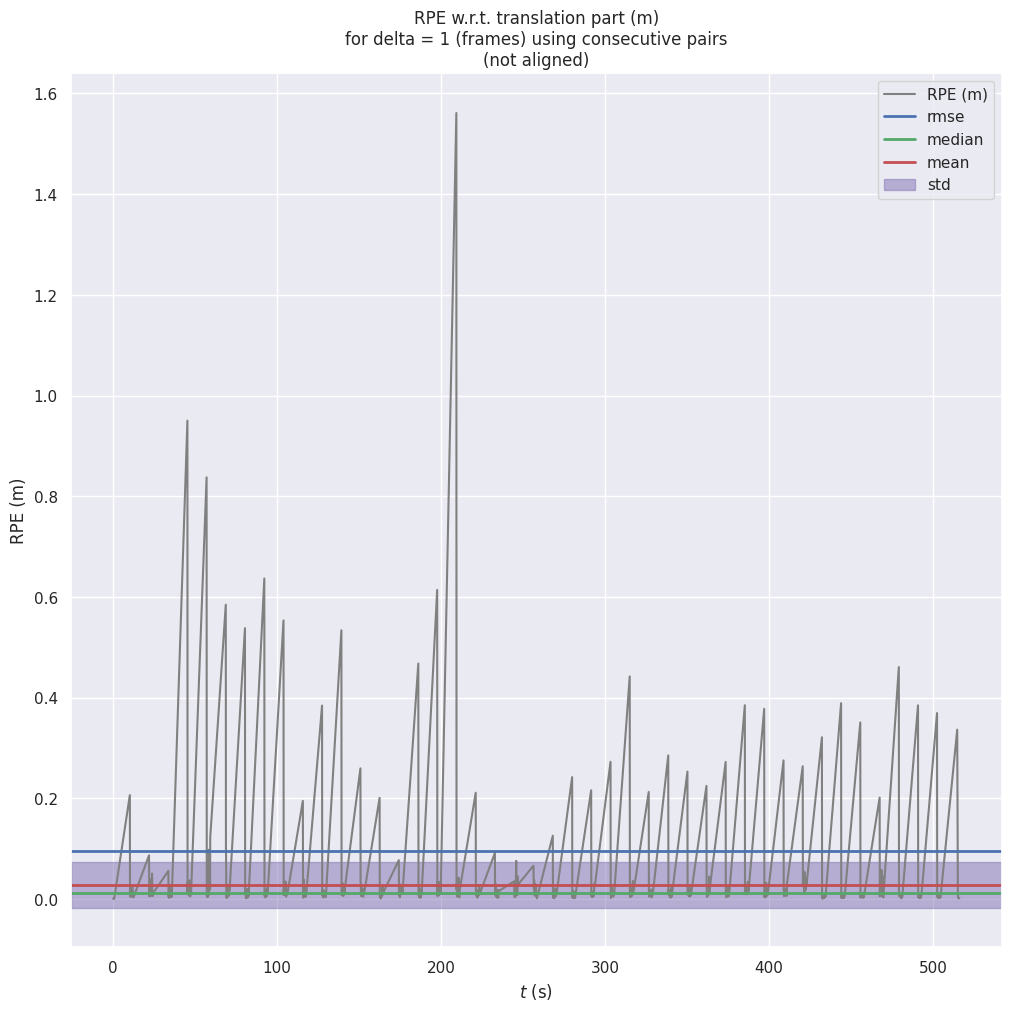 RPE w.r.t. translation part (m)
for delta = 1 (frames) using consecutive pairs
(not aligned)
RPE (m)
rmse
median
mean
std
1.6
1.4
1.2
1.0
0.8
0.6
0.4
0.2
0.0
RPE (m)
0
100
200
300
400
500
t (s)